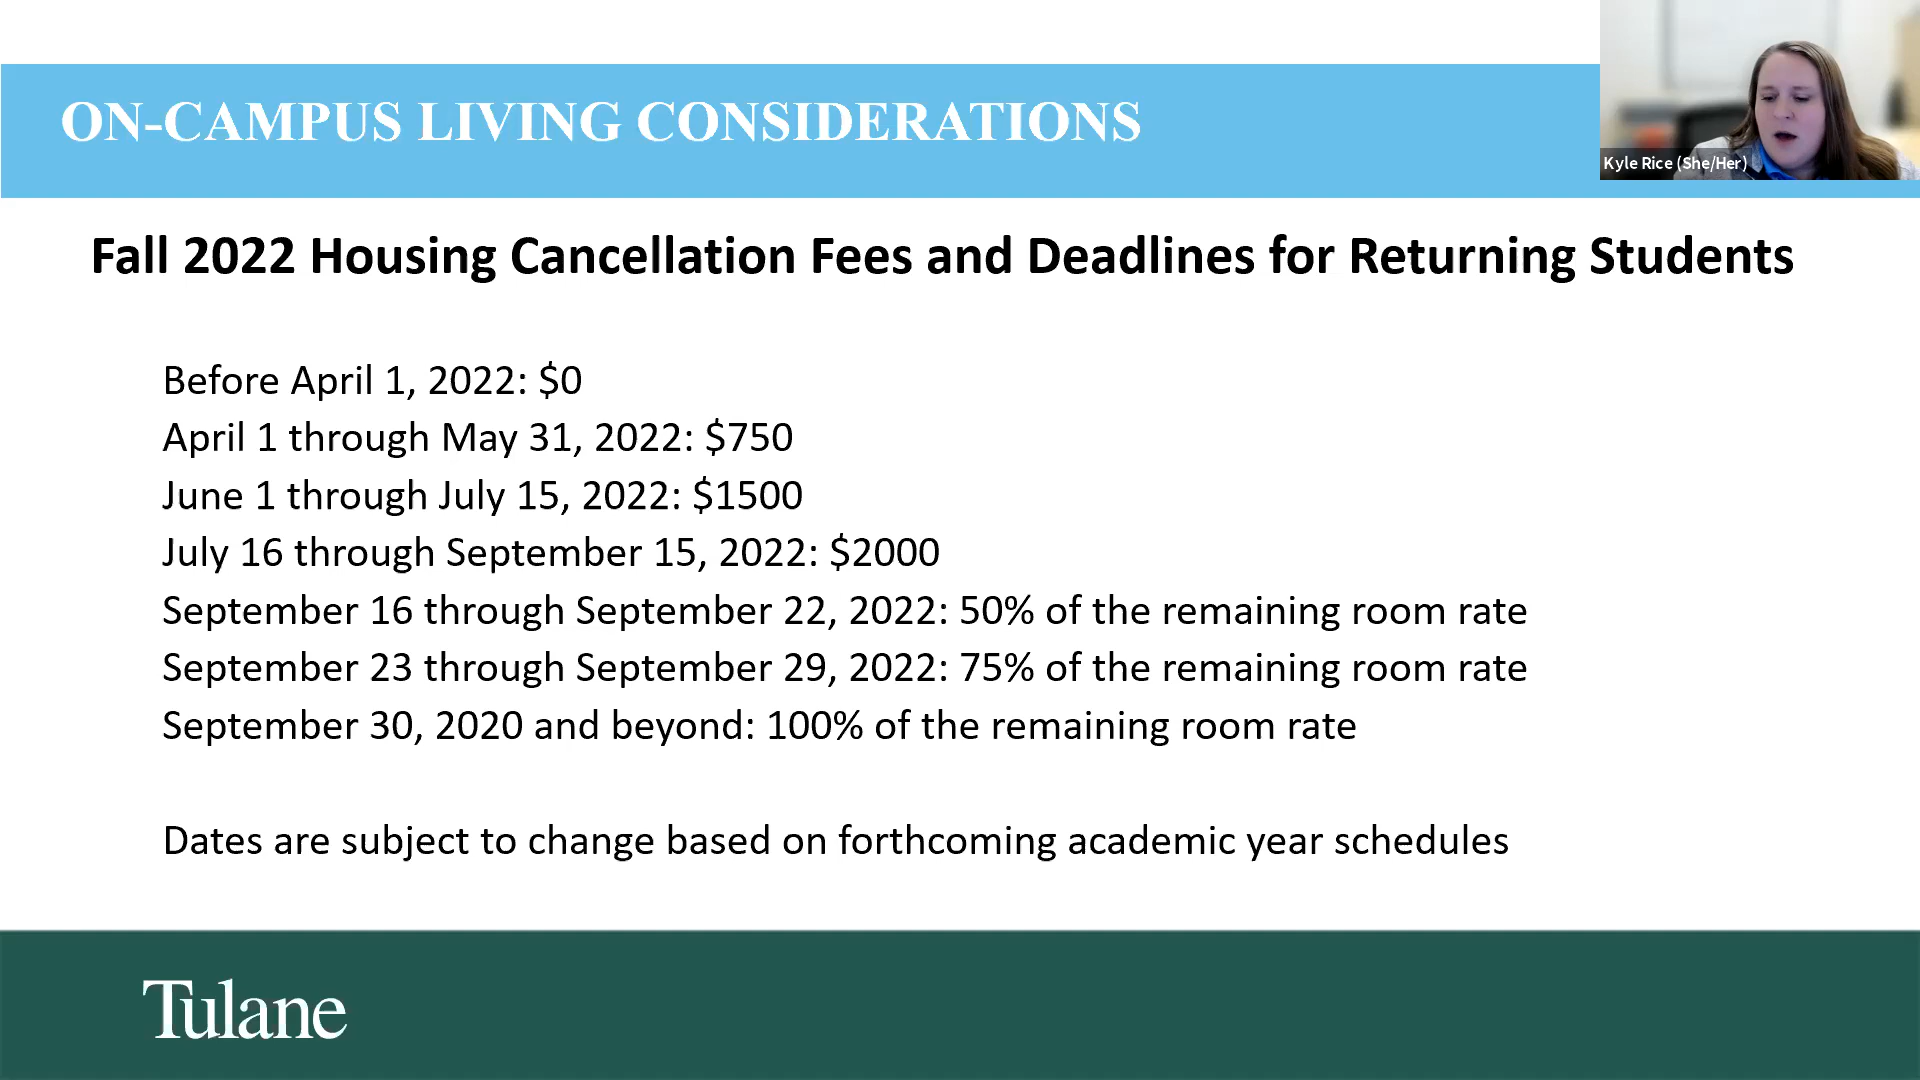 ON-CAMPUS LIVING CONSIDERATIONS
Kyle Rice (She/Her)
Fall 2022 Housing Cancellation Fees and Deadlines for Returning Students
Before April 1, 2022: $0
April 1 through May 31, 2022: $750
June 1 through July 15, 2022: $1500
July 16 through September 15, 2022: $2000
September 16 through September 22, 2022: 50% of the remaining room rate
September 23 through September 29, 2022: 75% of the remaining room rate
September 30, 2020 and beyond: 100% of the remaining room rate
Dates are subject to change based on forthcoming academic year schedules
Tulane